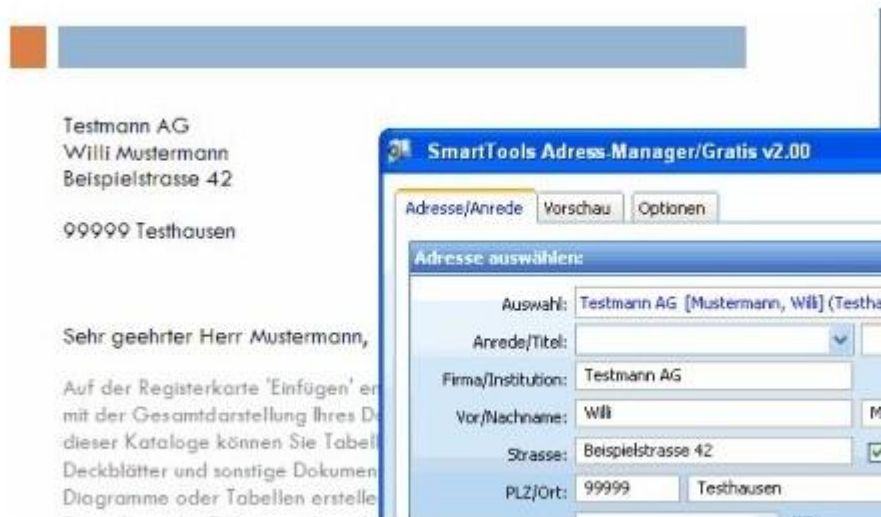 Testmann AG
Willi Mustermann
Beispielstrasse 42
99999 Testhausen
Sehr geehrter Herr Mustermann,
Auf der Registerkarte 'Einfügen' er
mit der Gesamtdarstellung Ihres D
dieser Kataloge können Sie Tabell
Deckblätter und sonstige Dokumen
Diagramme oder Tabellen erstelle
SmartTools Adress-Manager/Gratis v2.00
Adresse/Anrede Vorschau Optionen
Adresse auswählen:
Auswahl: Testmann AG [Mustermann, Willi] (Testha
Anrede/Titel:
Firma/Institution: Testmann AG
Vor/Nachname: Willi M
Strasse: Beispielstrasse 42
PLZ/Ort: 99999 Testhausen